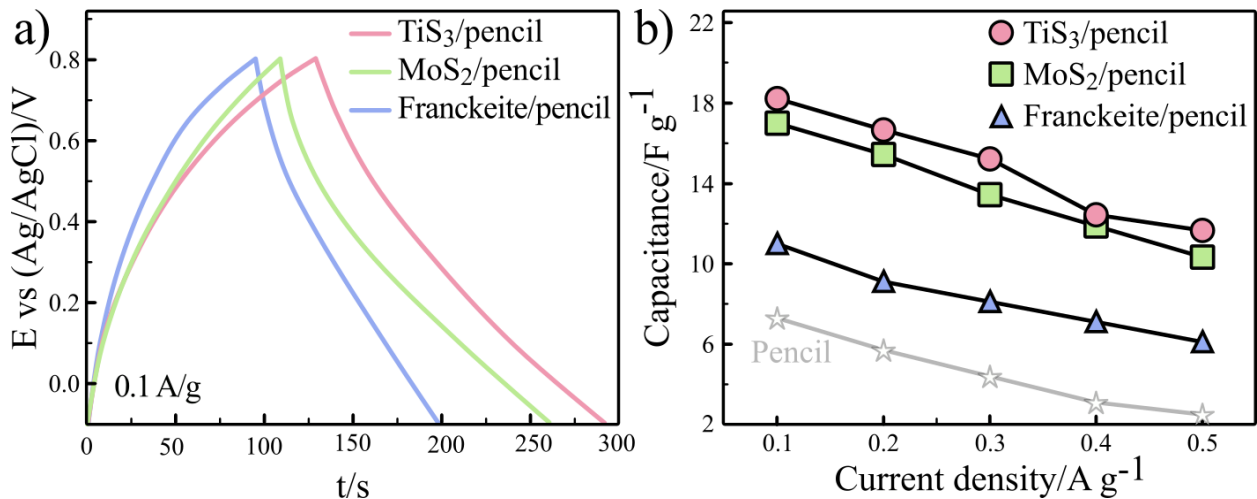 a)
TiS₃/pencil
MoS₂/pencil
Franckeite/pencil
E vs (Ag/AgCl)/V
0.8
0.6
0.4
0.2
0.0
0.1 A/g
0 50 100 150 200 250 300
t/s
b)
TiS₃/pencil
MoS₂/pencil
Franckeite/pencil
Capacitance/F g⁻¹
22
18
14
10
6
2
Pencil
0.1 0.2 0.3 0.4 0.5
Current density/A g⁻¹